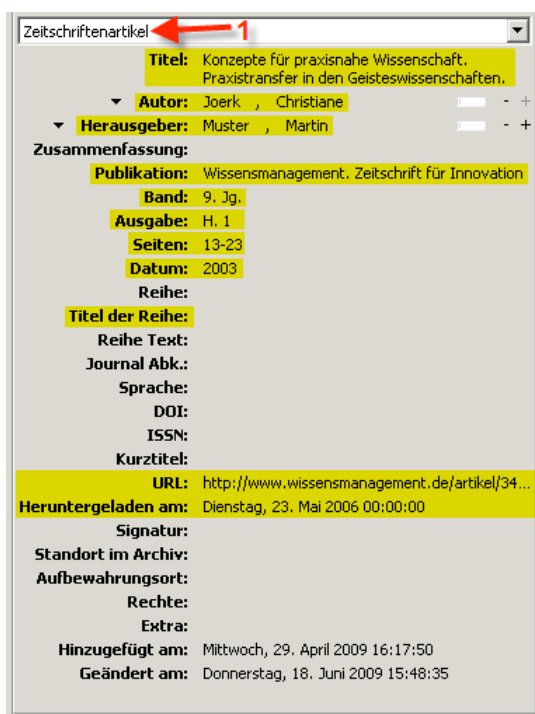 Zeitschriftenartikel 1
Titel: Konzepte für praxisnahe Wissenschaft.
Praxistransfer in den Geisteswissenschaften.
Autor: Joerk , Christiane - +
Herausgeber: Muster , Martin - +
Zusammenfassung:
Publikation: Wissensmanagement. Zeitschrift für Innovation
Band: 9. Jg.
Ausgabe: H. 1
Seiten: 13-23
Datum: 2003
Reihe:
Titel der Reihe:
Reihe Text:
Journal Abk.:
Sprache:
DOI:
ISSN:
Kurztitel:
URL: http://www.wissensmanagement.de/artikel/34...
Heruntergeladen am: Dienstag, 23. Mai 2006 00:00:00
Signatur:
Standort im Archiv:
Aufbewahrungsort:
Rechte:
Extra:
Hinzugefügt am: Mittwoch, 29. April 2009 16:17:50
Geändert am: Donnerstag, 18. Juni 2009 15:48:35